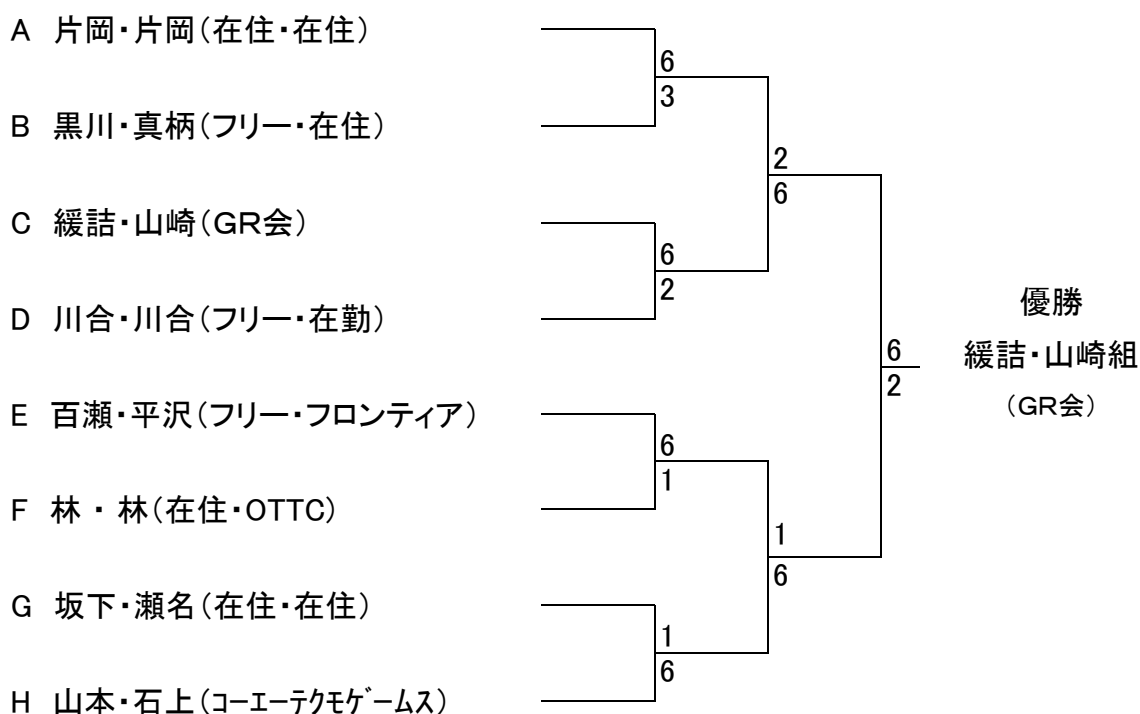 A 片岡・片岡(在住・在住)
6
3
B 黒川・真柄(フリー・在住)
2
6
C 緩詰・山崎(GR会)
6
2
D 川合・川合(フリー・在勤)
優勝
緩詰・山崎組
(GR会)
6
2
E 百瀬・平沢(フリー・フロンティア)
6
1
F 林 ・ 林(在住・OTTC)
1
6
G 坂下・瀬名(在住・在住)
1
6
H 山本・石上(コーエーテクモゲームス)